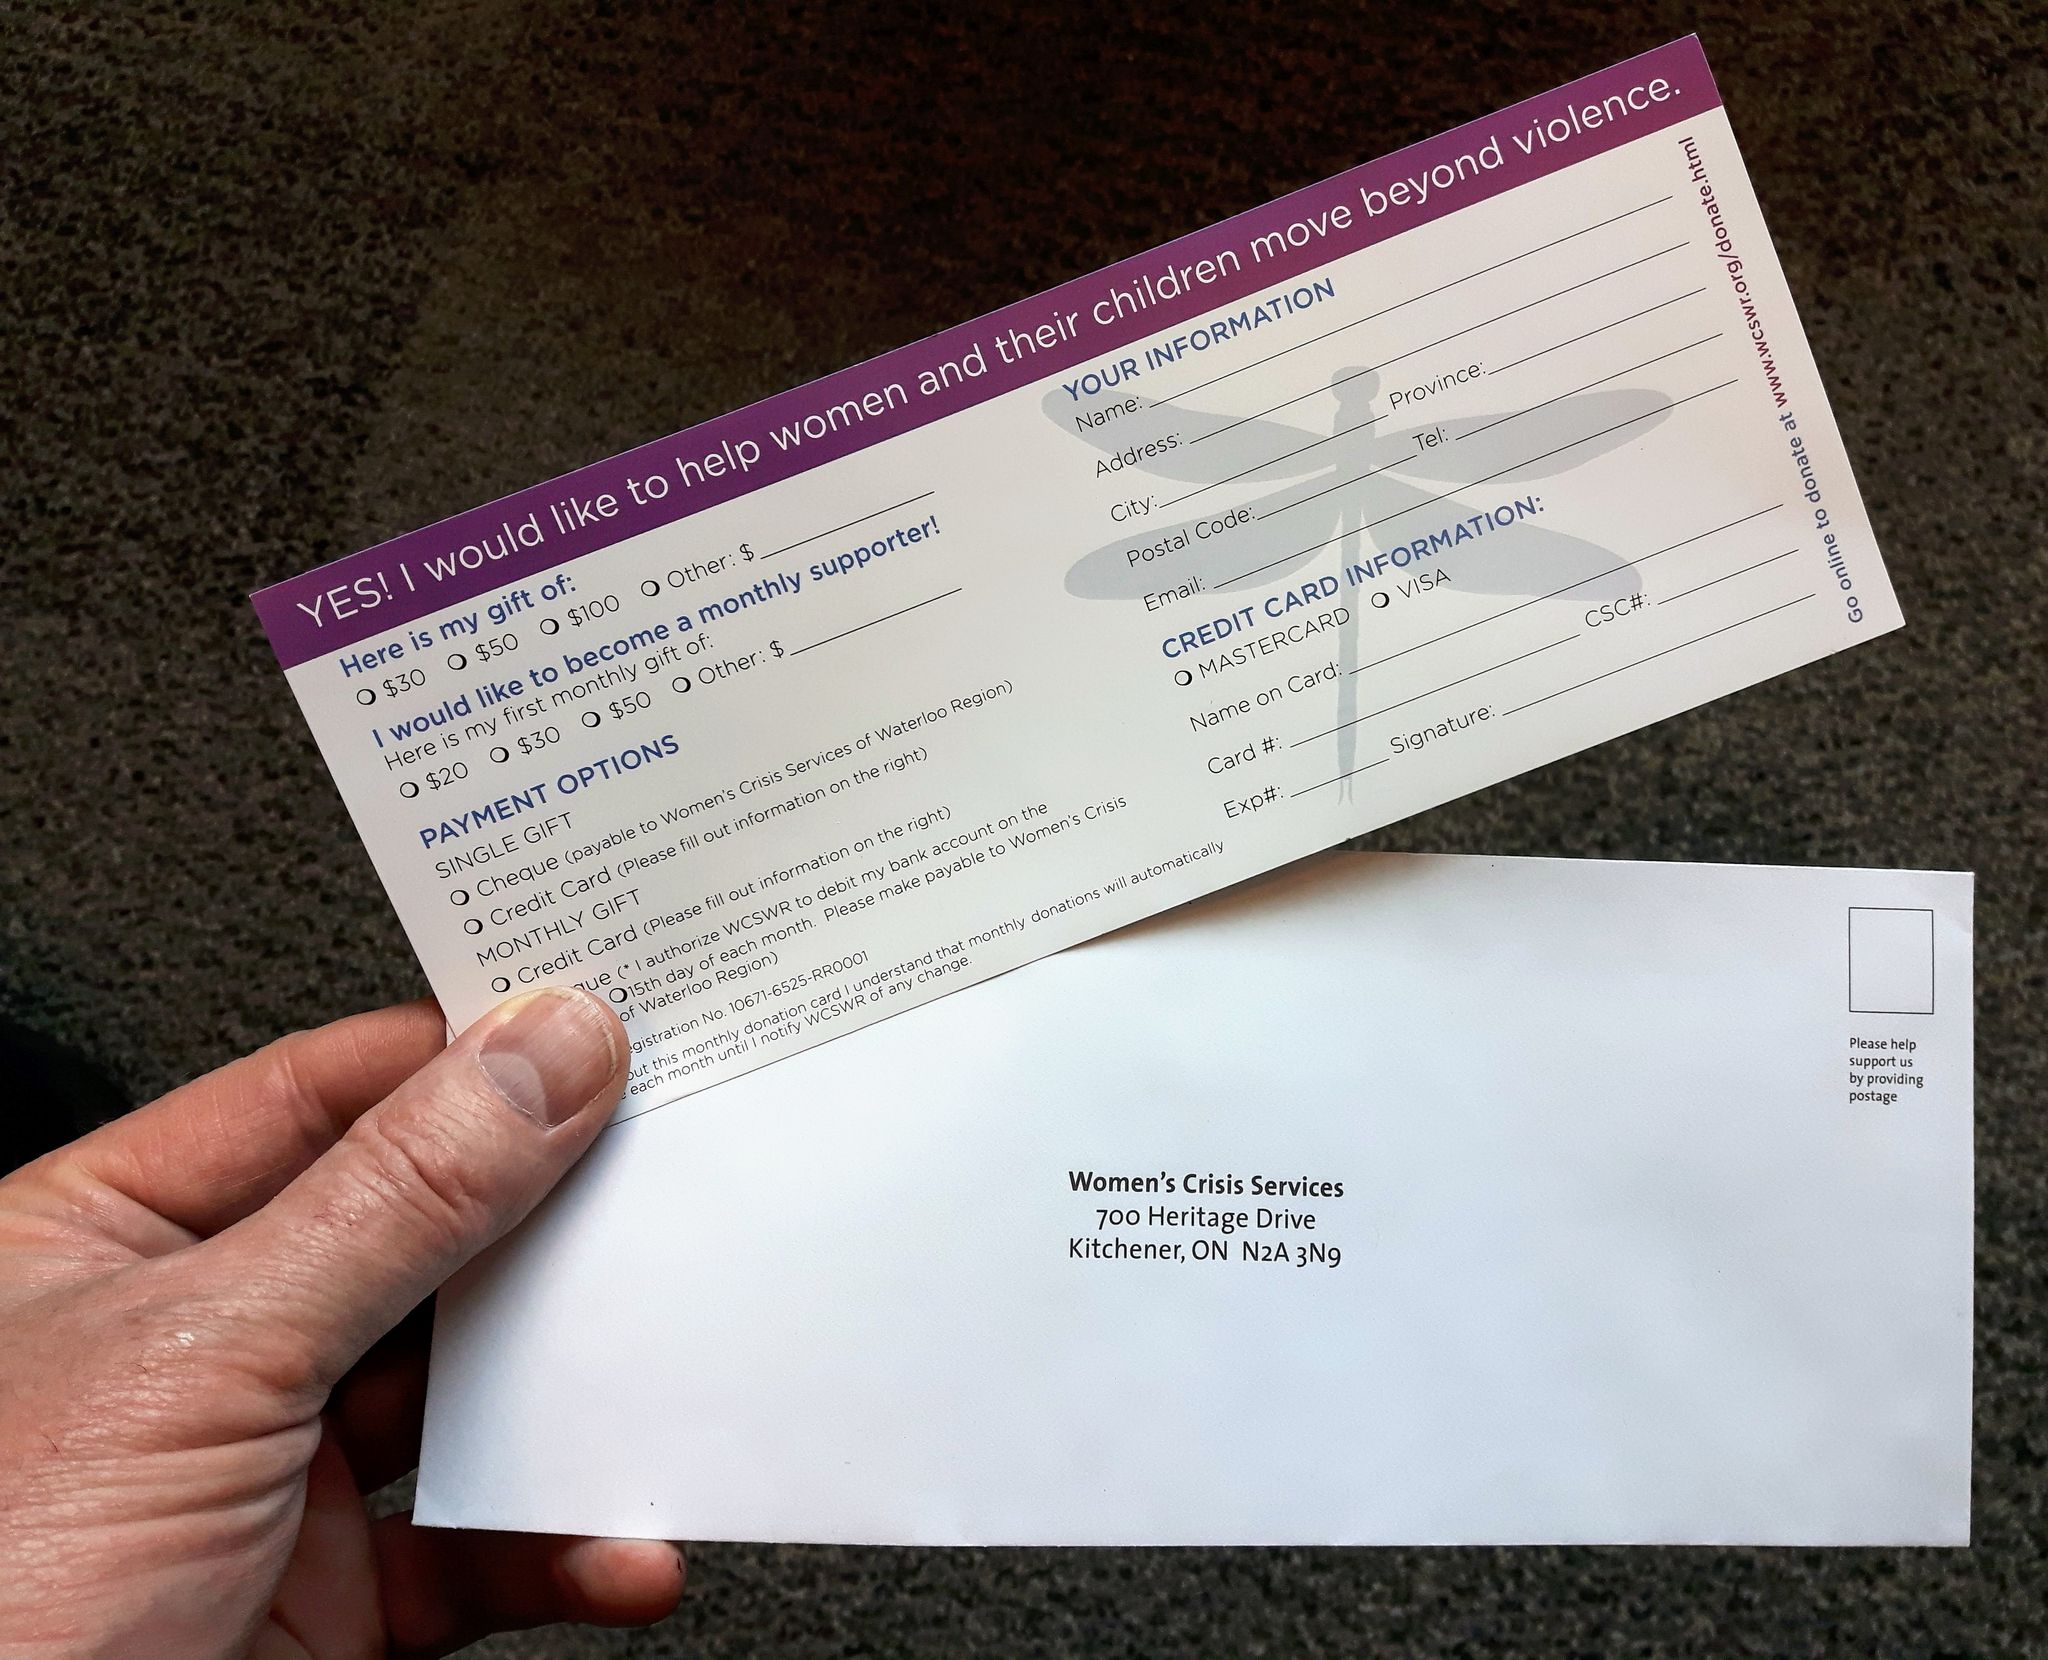 YES! I would like to help women and their children move beyond violence.
Here is my gift of:
$30 $50 $100 Other: $
I would like to become a monthly supporter!
Here is my first monthly gift of:
$20 $30 $50 Other: $
PAYMENT OPTIONS
SINGLE GIFT
Cheque (payable to Women's Crisis Services of Waterloo Region)
Credit Card (Please fill out information on the right)
MONTHLY GIFT
Credit Card (Please fill out information on the right)
(* I authorize WCSWR to debit my bank account on the
15th day of each month. Please make payable to Women's Crisis
of Waterloo Region)
No. 10671-6525-RR0001
this monthly donation card I understand that monthly donations will automatically
each month until I notify WCSWR of any change.
YOUR INFORMATION
Name:
Address:
City: Province:
Postal Code: Tel:
Email:
CREDIT CARD INFORMATION:
MASTERCARD VISA
Name on Card:
Card #: CSC#:
Exp#: Signature:
Go online to donate at www.wcswr.org/donate.html
Please help
support us
by providing
postage
Women's Crisis Services
700 Heritage Drive
Kitchener, ON N2A 3N9